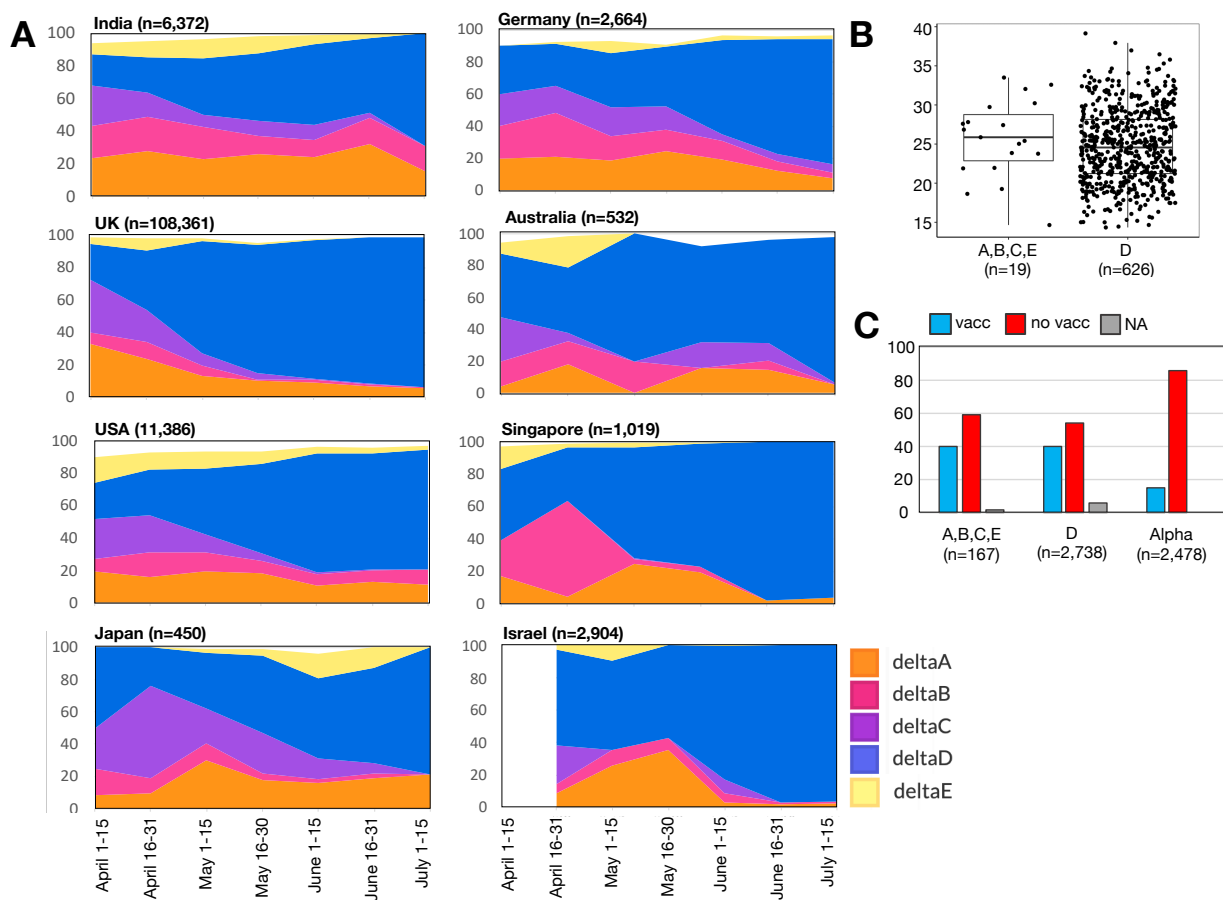 A
India (n=6,372)
100
80
60
40
20
0
Germany (n=2,664)
100
80
60
40
20
0
UK (n=108,361)
100
80
60
40
20
0
Australia (n=532)
100
80
60
40
20
0
USA (11,386)
100
80
60
40
20
0
Singapore (n=1,019)
100
80
60
40
20
0
Japan (n=450)
100
80
60
40
20
0
April 1-15
April 16-31
May 1-15
May 16-30
June 1-15
June 16-31
July 1-15
Israel (n=2,904)
100
80
60
40
20
0
April 1-15
April 16-31
May 1-15
May 16-30
June 1-15
June 16-31
July 1-15
deltaA
deltaB
deltaC
deltaD
deltaE
B
40
35
30
25
20
15
A,B,C,E
(n=19)
D
(n=626)
C
vacc no vacc NA
100
80
60
40
20
0
A,B,C,E
(n=167)
D
(n=2,738)
Alpha
(n=2,478)